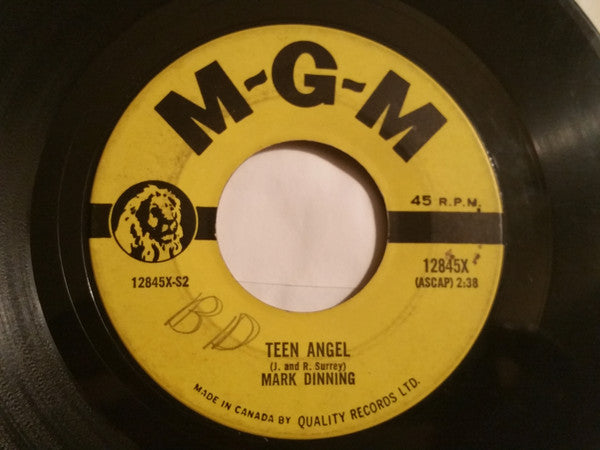 M-G-M
45 R.P.M.
12845X-S2
12845X
(ASCAP) 2:38
BD
TEEN ANGEL
(J. and R. Surrey)
MARK DINNING
MADE IN CANADA BY QUALITY RECORDS LTD.